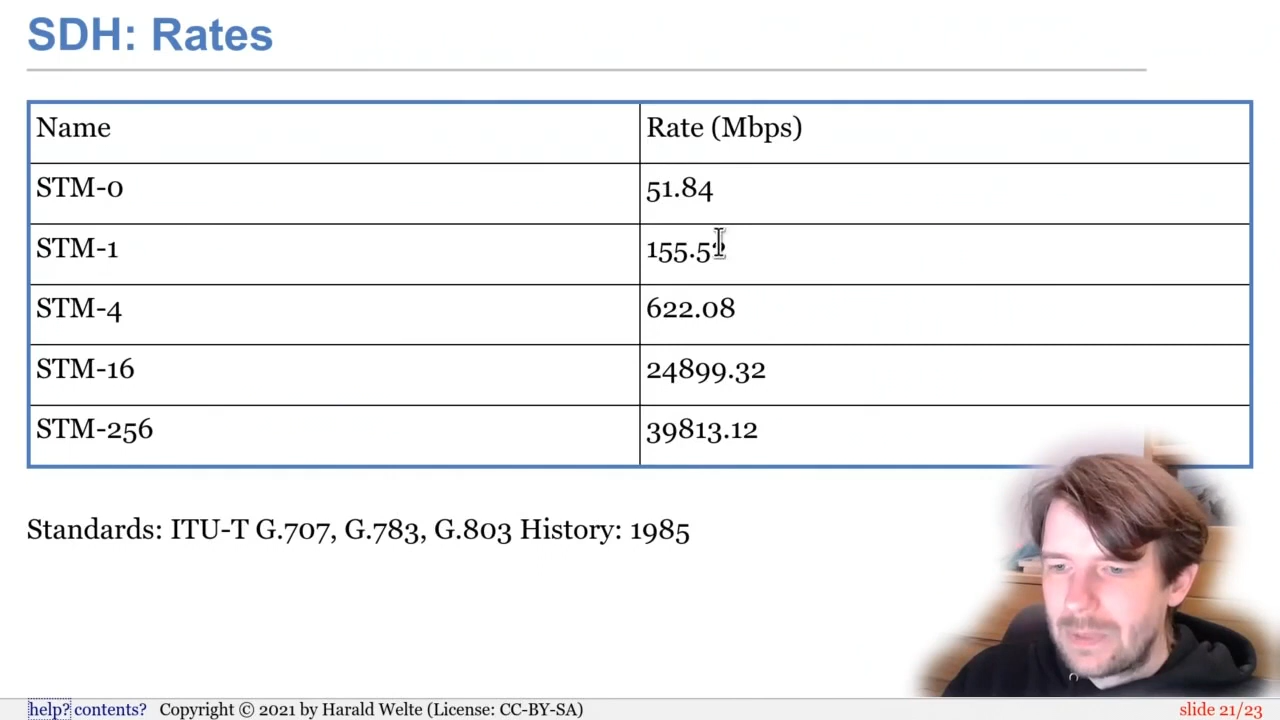 SDH: Rates
Name Rate (Mbps)
STM-0 51.84
STM-1 155.52
STM-4 622.08
STM-16 24899.32
STM-256 39813.12
Standards: ITU-T G.707, G.783, G.803 History: 1985
help? contents? Copyright © 2021 by Harald Welte (License: CC-BY-SA) slide 21/23